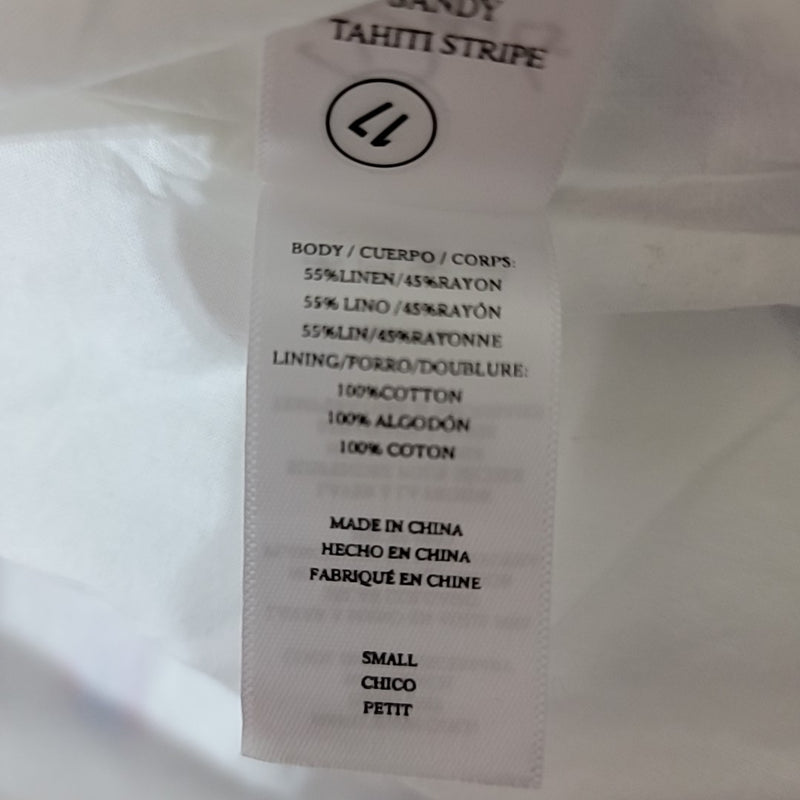 SANDY
TAHITI STRIPE
17
BODY / CUERPO / CORPS:
55%LINEN/45%RAYON
55% LINO /45%RAYÓN
55%LIN/45%RAYONNE
LINING/FORRO/DOUBLURE:
100%COTTON
100% ALGODÓN
100% COTON
MADE IN CHINA
HECHO EN CHINA
FABRIQUÉ EN CHINE
SMALL
CHICO
PETIT